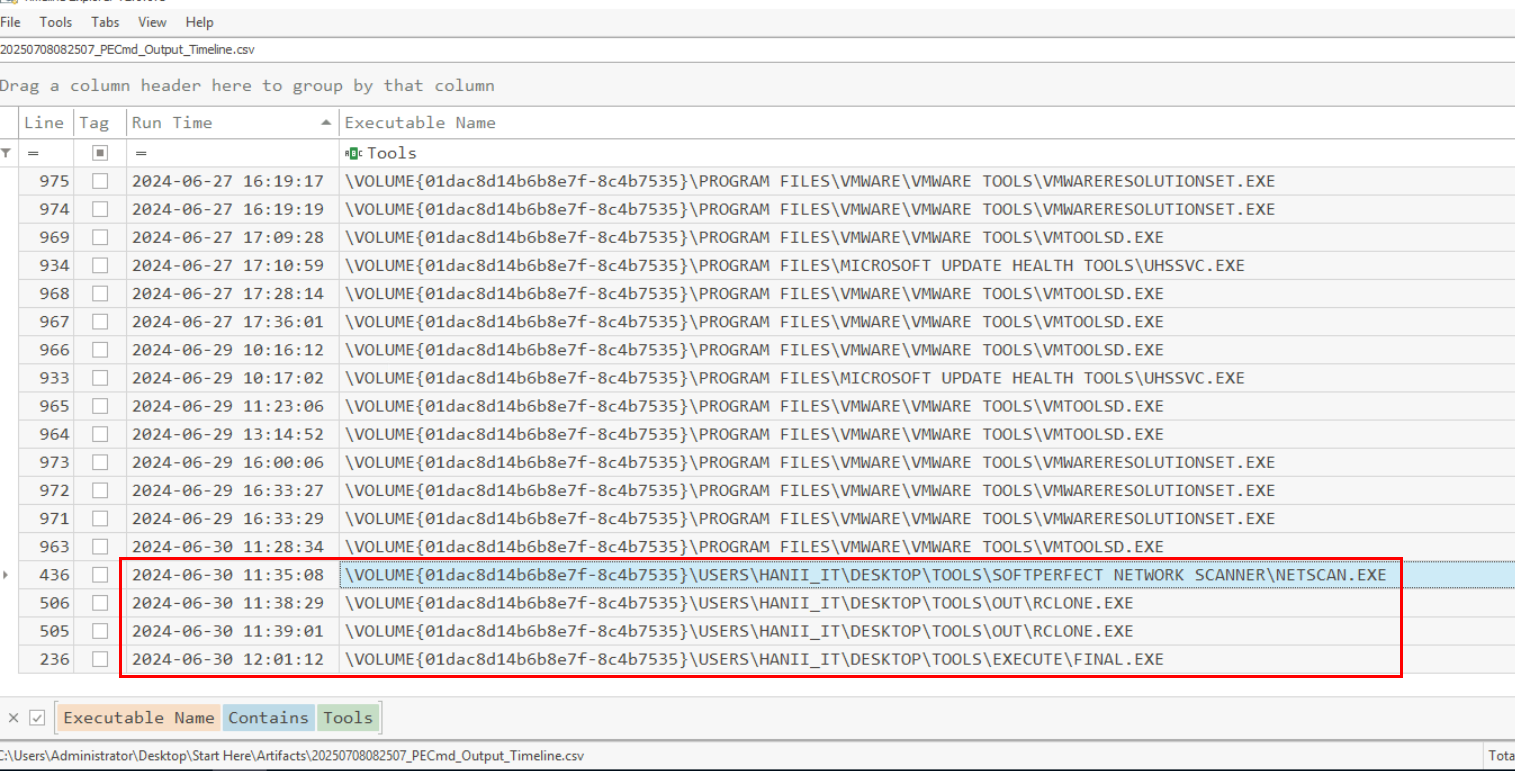 File Tools Tabs View Help
20250708082507_PECmd_Output_Timeline.csv
Drag a column header here to group by that column
Line Tag Run Time Executable Name
= = Tools
975 2024-06-27 16:19:17 \VOLUME{01dac8d14b6b8e7f-8c4b7535}\PROGRAM FILES\VMWARE\VMWARE TOOLS\VMWARERESOLUTIONSET.EXE
974 2024-06-27 16:19:19 \VOLUME{01dac8d14b6b8e7f-8c4b7535}\PROGRAM FILES\VMWARE\VMWARE TOOLS\VMWARERESOLUTIONSET.EXE
969 2024-06-27 17:09:28 \VOLUME{01dac8d14b6b8e7f-8c4b7535}\PROGRAM FILES\VMWARE\VMWARE TOOLS\VMTOOLSD.EXE
934 2024-06-27 17:10:59 \VOLUME{01dac8d14b6b8e7f-8c4b7535}\PROGRAM FILES\MICROSOFT UPDATE HEALTH TOOLS\UHSSVC.EXE
968 2024-06-27 17:28:14 \VOLUME{01dac8d14b6b8e7f-8c4b7535}\PROGRAM FILES\VMWARE\VMWARE TOOLS\VMTOOLSD.EXE
967 2024-06-27 17:36:01 \VOLUME{01dac8d14b6b8e7f-8c4b7535}\PROGRAM FILES\VMWARE\VMWARE TOOLS\VMTOOLSD.EXE
966 2024-06-29 10:16:12 \VOLUME{01dac8d14b6b8e7f-8c4b7535}\PROGRAM FILES\VMWARE\VMWARE TOOLS\VMTOOLSD.EXE
933 2024-06-29 10:17:02 \VOLUME{01dac8d14b6b8e7f-8c4b7535}\PROGRAM FILES\MICROSOFT UPDATE HEALTH TOOLS\UHSSVC.EXE
965 2024-06-29 11:23:06 \VOLUME{01dac8d14b6b8e7f-8c4b7535}\PROGRAM FILES\VMWARE\VMWARE TOOLS\VMTOOLSD.EXE
964 2024-06-29 13:14:52 \VOLUME{01dac8d14b6b8e7f-8c4b7535}\PROGRAM FILES\VMWARE\VMWARE TOOLS\VMTOOLSD.EXE
973 2024-06-29 16:00:06 \VOLUME{01dac8d14b6b8e7f-8c4b7535}\PROGRAM FILES\VMWARE\VMWARE TOOLS\VMWARERESOLUTIONSET.EXE
972 2024-06-29 16:33:27 \VOLUME{01dac8d14b6b8e7f-8c4b7535}\PROGRAM FILES\VMWARE\VMWARE TOOLS\VMWARERESOLUTIONSET.EXE
971 2024-06-29 16:33:29 \VOLUME{01dac8d14b6b8e7f-8c4b7535}\PROGRAM FILES\VMWARE\VMWARE TOOLS\VMWARERESOLUTIONSET.EXE
963 2024-06-30 11:28:34 \VOLUME{01dac8d14b6b8e7f-8c4b7535}\PROGRAM FILES\VMWARE\VMWARE TOOLS\VMTOOLSD.EXE
436 2024-06-30 11:35:08 \VOLUME{01dac8d14b6b8e7f-8c4b7535}\USERS\HANII_IT\DESKTOP\TOOLS\SOFTPERFECT NETWORK SCANNER\NETSCAN.EXE
506 2024-06-30 11:38:29 \VOLUME{01dac8d14b6b8e7f-8c4b7535}\USERS\HANII_IT\DESKTOP\TOOLS\OUT\RCLONE.EXE
505 2024-06-30 11:39:01 \VOLUME{01dac8d14b6b8e7f-8c4b7535}\USERS\HANII_IT\DESKTOP\TOOLS\OUT\RCLONE.EXE
236 2024-06-30 12:01:12 \VOLUME{01dac8d14b6b8e7f-8c4b7535}\USERS\HANII_IT\DESKTOP\TOOLS\EXECUTE\FINAL.EXE
Executable Name Contains Tools
C:\Users\Administrator\Desktop\Start Here\Artifacts\20250708082507_PECmd_Output_Timeline.csv Tota